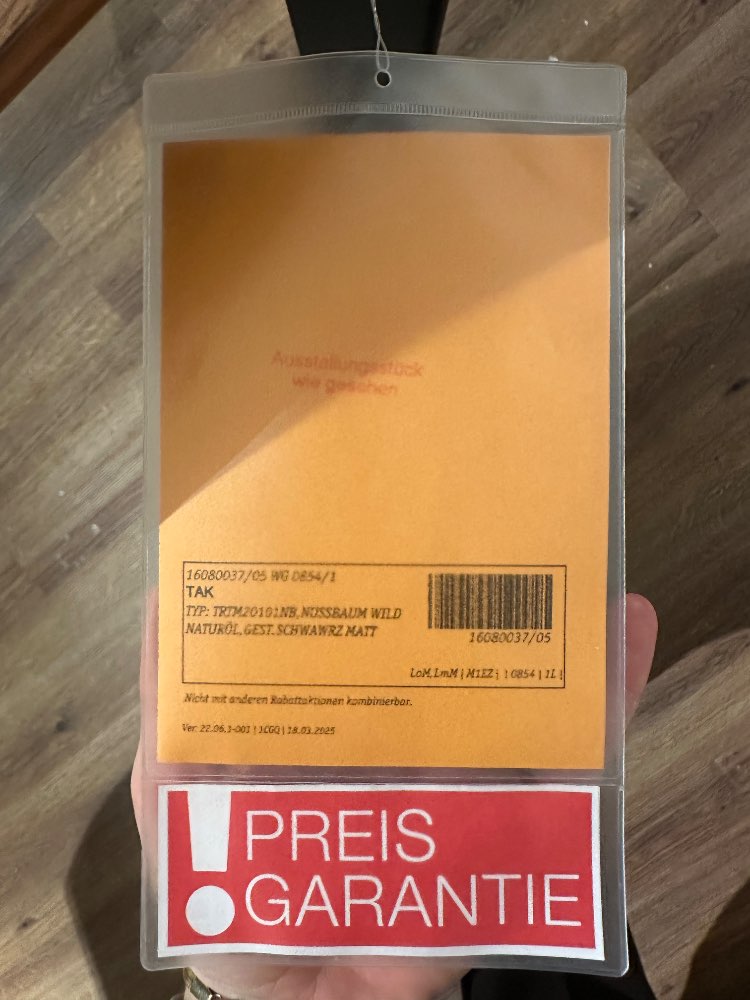 Ausstellungsstück
wie gesehen
16080037/05 WG 0854/1
TAK
TYP: TRTM20101NB, NUSSBAUM WILD
NATURÖL, GEST. SCHWAWRZ MATT
16080037/05
LoM, LmM | M1EZ | | 0854 | 1L |
Nicht mit anderen Rabattaktionen kombinierbar.
Ver: 22.06.1-001 | 1CGQ | 18.03.2025
! PREIS
GARANTIE